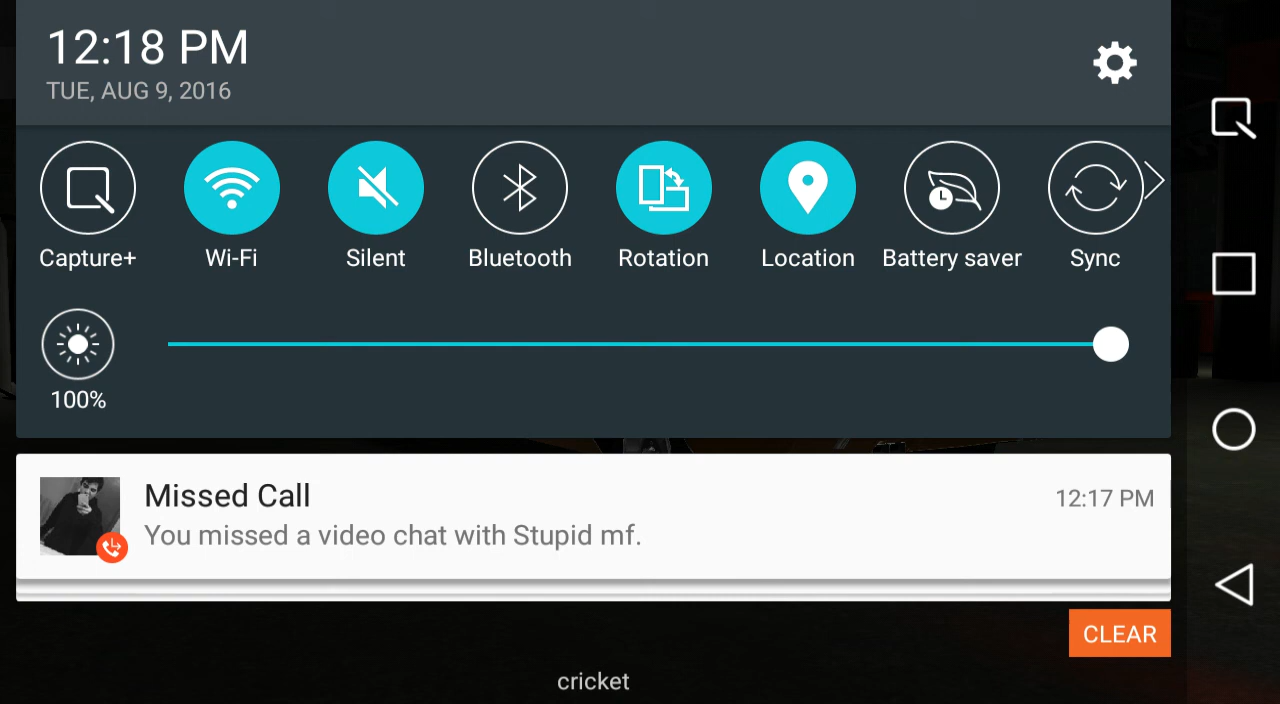 12:18 PM
TUE, AUG 9, 2016
Capture+ Wi-Fi Silent Bluetooth Rotation Location Battery saver Sync
100%
Missed Call 12:17 PM
You missed a video chat with Stupid mf.
CLEAR
cricket